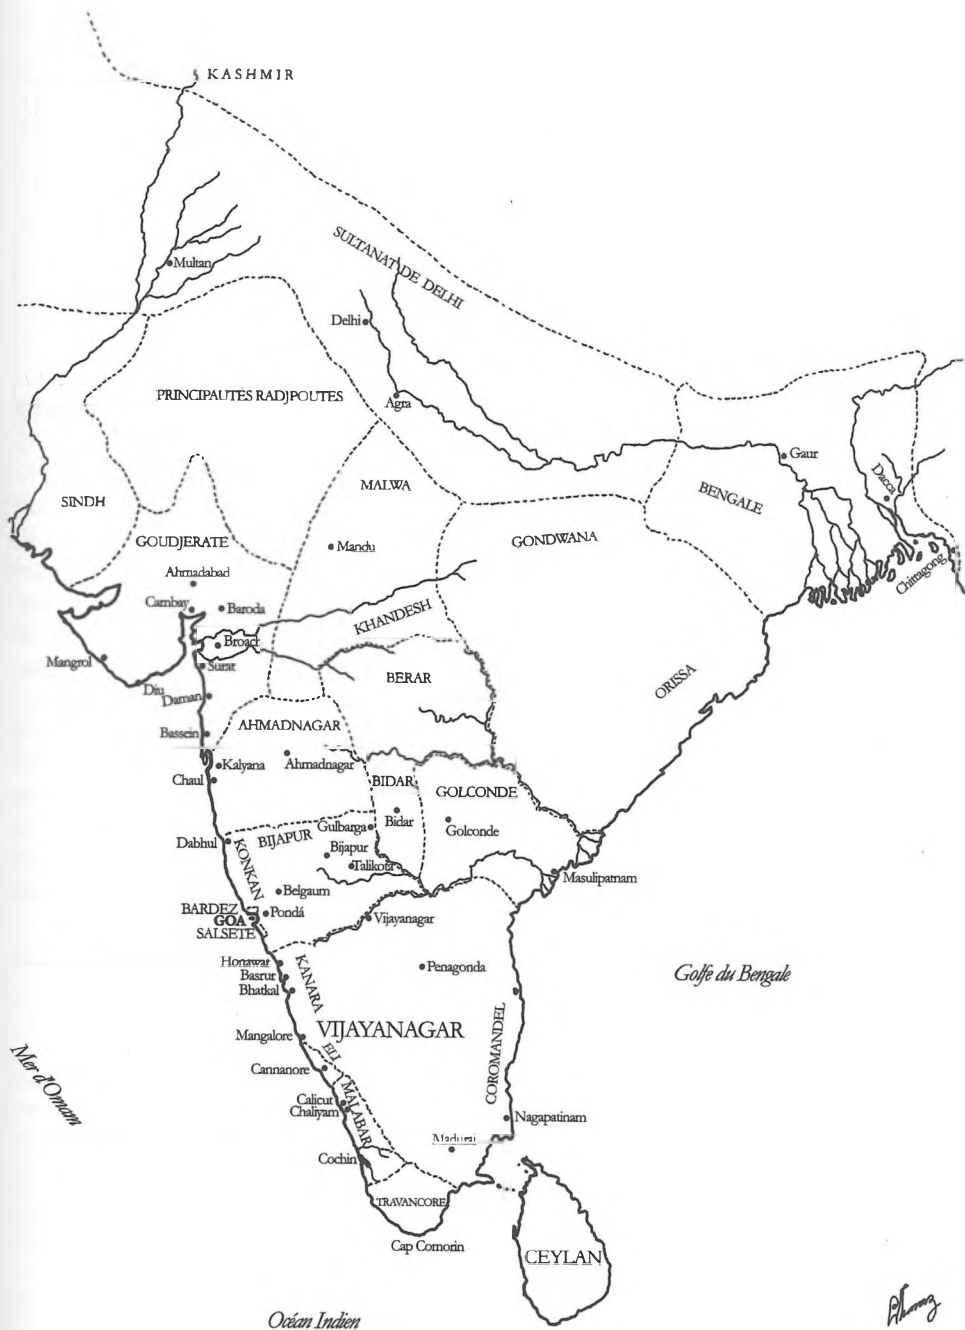 KASHMIR
SULTANAT DE DELHI
Multan
Delhi
PRINCIPAUTÉS RADJPOUTES
Agra
Gaur
Dacca
MALWA
BENGALE
SINDH
GOUDJERATE
Mandu
GONDWANA
Ahmadabad
Chittagong
Cambay
Baroda
KHANDESH
Broach
Mangrol
Surat
BERAR
ORISSA
Diu
Daman
AHMADNAGAR
Bassein
Kalyana
Ahmadnagar
Chaul
BIDAR
GOLCONDE
Bidar
Golconde
Gulbarga
BIJAPUR
Dabhul
KONKAN
Bijapur
Talikota
Masulipatnam
Belgaum
BARDEZ
GOA
Pondá
SALSETE
Vijayanagar
Honawar
Basrur
Bhatkal
KANARA
Penagonda
Golfe du Bengale
VIJAYANAGAR
Mangalore
ELI
COROMANDEL
Mer d'Omam
Cannanore
Calicut
Chaliyam
MALABAR
Nagapatinam
Madurai
Cochin
TRAVANCORE
Cap Comorin
CEYLAN
Océan Indien